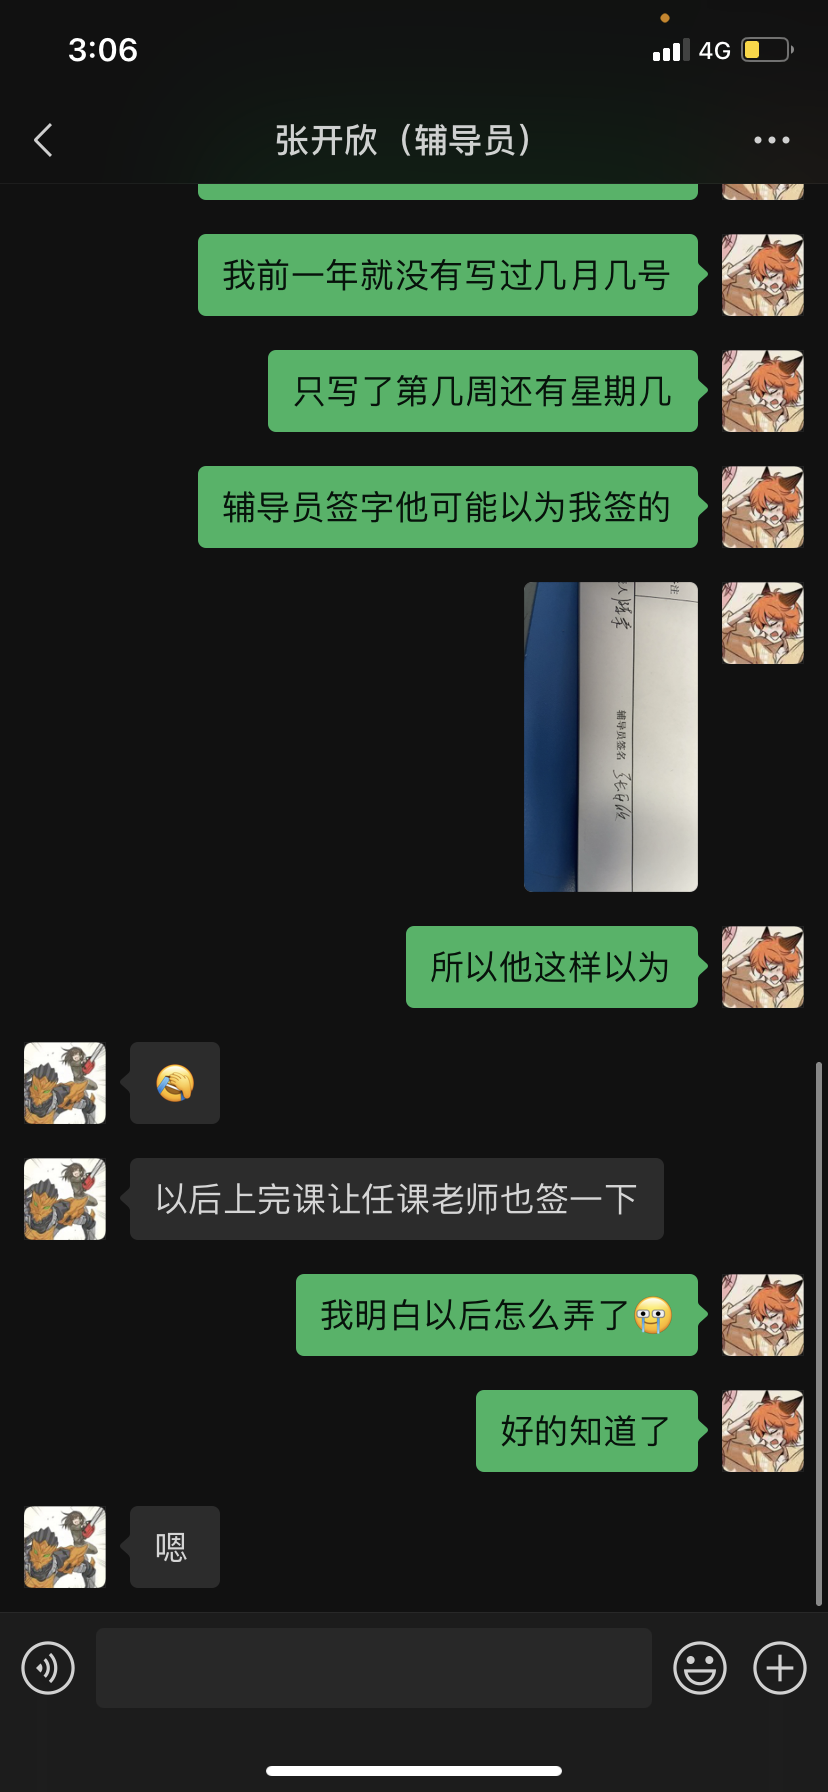 3:06
4G
张开欣（辅导员）
我前一年就没有写过几月几号
只写了第几周还有星期几
辅导员签字他可能以为我签的
注
人
辅导员签名
所以他这样以为
以后上完课让任课老师也签一下
我明白以后怎么弄了
好的知道了
嗯